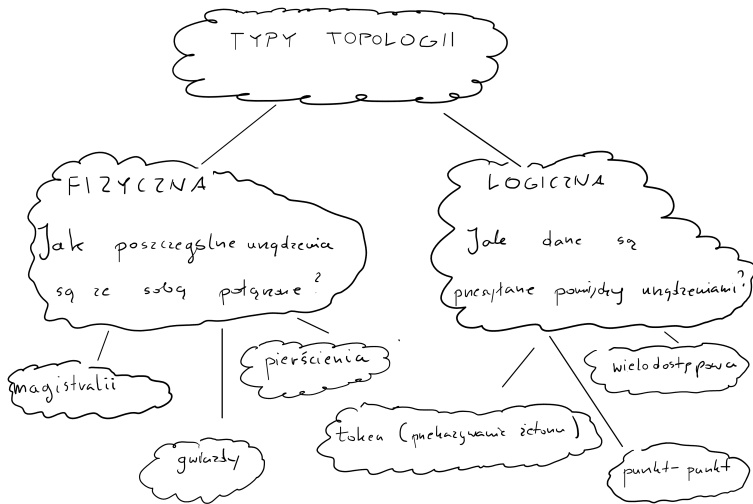 TYPY TOPOLOGII
FIZYCZNA
Jak poszczególne urządzenia
są ze sobą połączone?
LOGICZNA
Jak dane są
przesyłane pomiędzy urządzeniami?
magistralii
gwiazdy
pierścienia
token (przekazywanie żetonu)
punkt-punkt
wielodostępowa